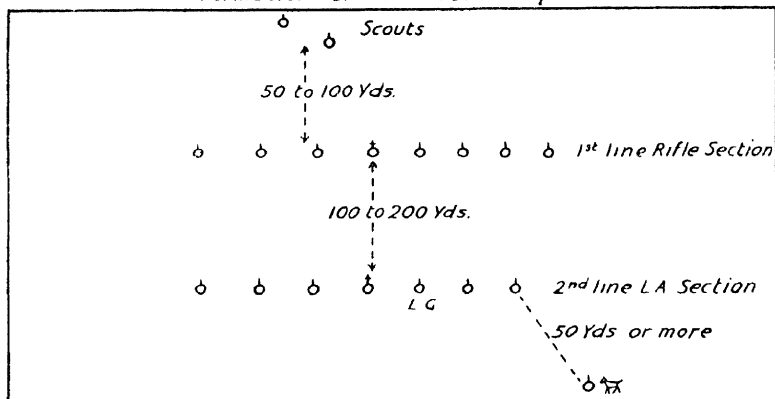 Scouts
50 to 100 Yds.
1st line Rifle Section
100 to 200 Yds.
2nd line L A Section
L G
50 Yds or more